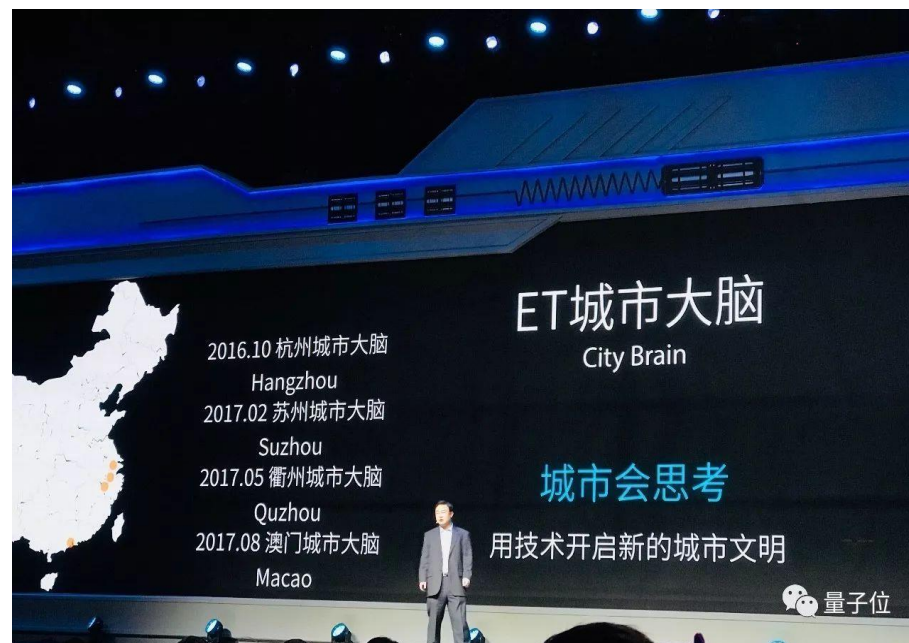 2016.10 杭州城市大脑
Hangzhou
2017.02 苏州城市大脑
Suzhou
2017.05 衢州城市大脑
Quzhou
2017.08 澳门城市大脑
Macao
ET城市大脑
City Brain
城市会思考
用技术开启新的城市文明
量子位